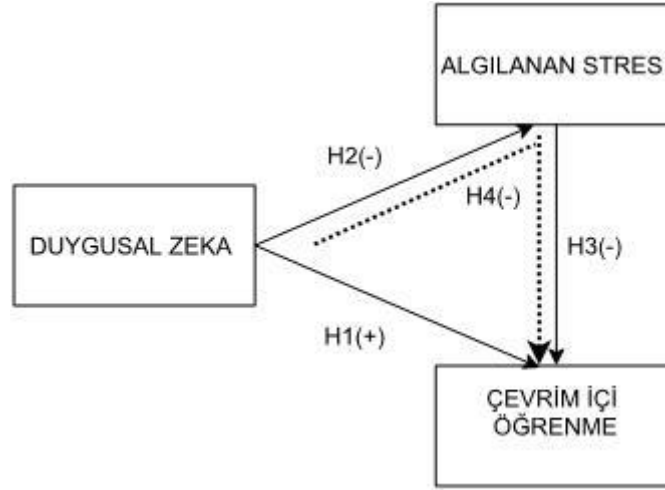 ALGILANAN STRES
H2(-)
H4(-)
DUYGUSAL ZEKA
H3(-)
H1(+)
ÇEVRİM İÇİ
ÖĞRENME